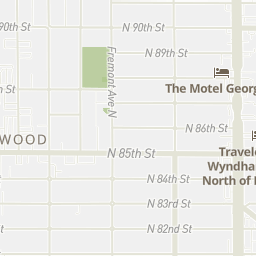 90th St
N 90th St
N 89th St
The Motel Georg
Fremont Ave N
N 86th St
WOOD
N 85th St
Travelo
Wyndha
North of
N 84th St
N 83rd St
N 82nd St